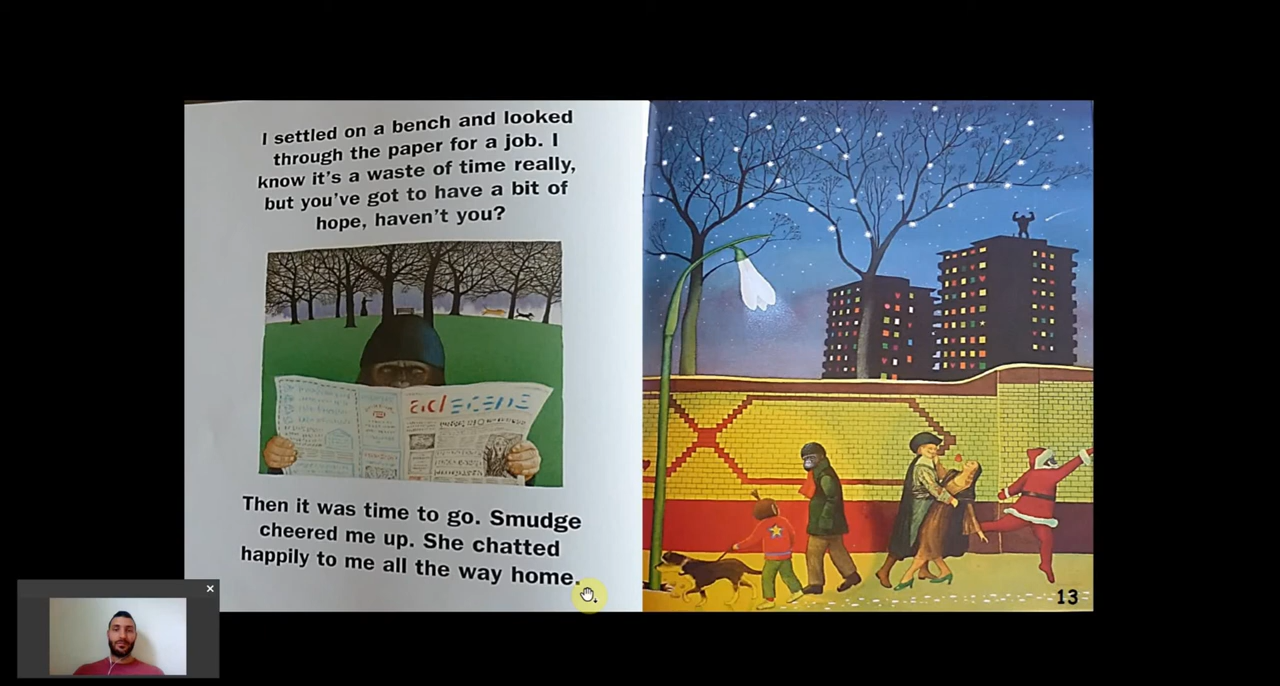 I settled on a bench and looked
through the paper for a job. I
know it's a waste of time really,
but you've got to have a bit of
hope, haven't you?
Then it was time to go. Smudge
cheered me up. She chatted
happily to me all the way home.
13